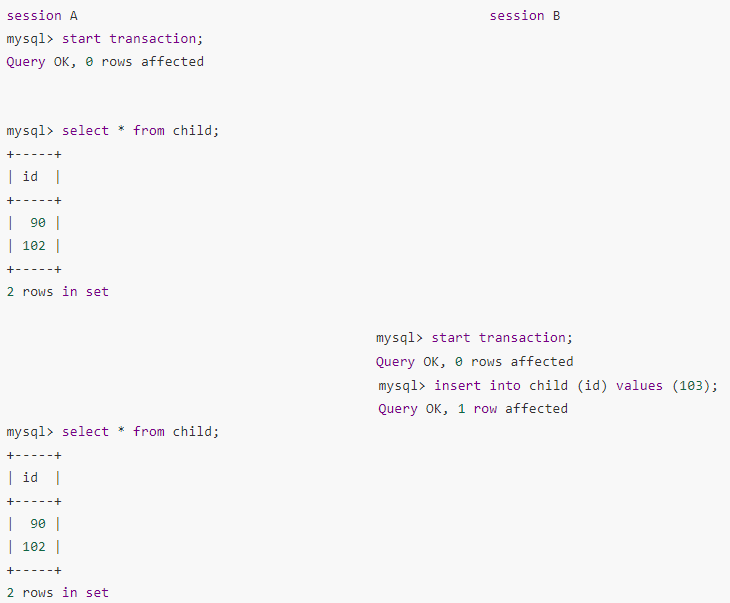 session A session B
mysql> start transaction;
Query OK, 0 rows affected
mysql> select * from child;
+-----+
| id  |
+-----+
|  90 |
| 102 |
+-----+
2 rows in set
mysql> start transaction;
Query OK, 0 rows affected
mysql> insert into child (id) values (103);
Query OK, 1 row affected
mysql> select * from child;
+-----+
| id  |
+-----+
|  90 |
| 102 |
+-----+
2 rows in set